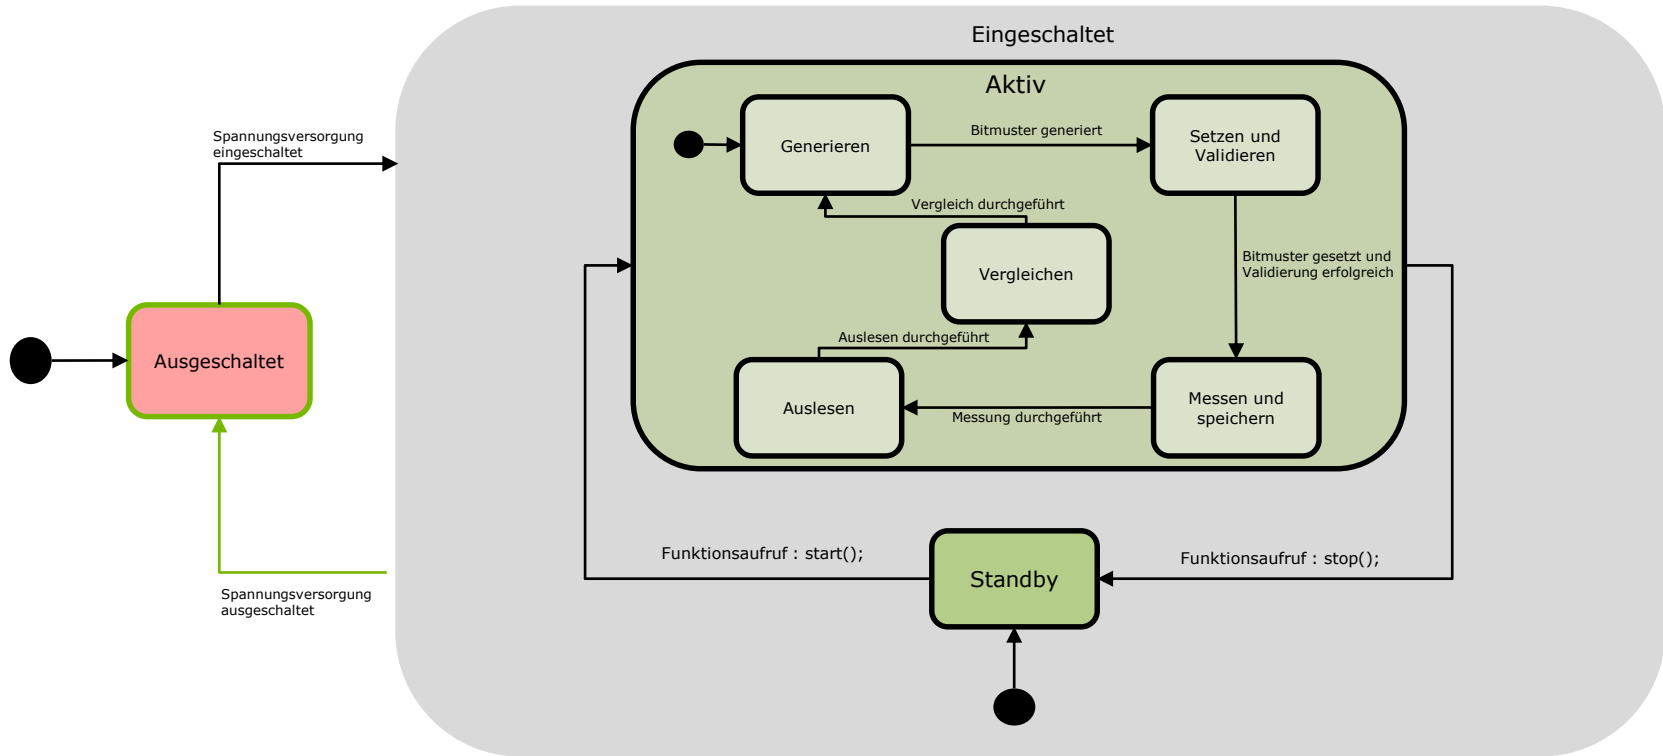 Eingeschaltet
Aktiv
Generieren
Bitmuster generiert
Setzen und
Validieren
Spannungsversorgung
eingeschaltet
Vergleich durchgeführt
Vergleichen
Bitmuster gesetzt und
Validierung erfolgreich
Ausgeschaltet
Auslesen durchgeführt
Auslesen
Messung durchgeführt
Messen und
speichern
Funktionsaufruf : start();
Standby
Funktionsaufruf : stop();
Spannungsversorgung
ausgeschaltet